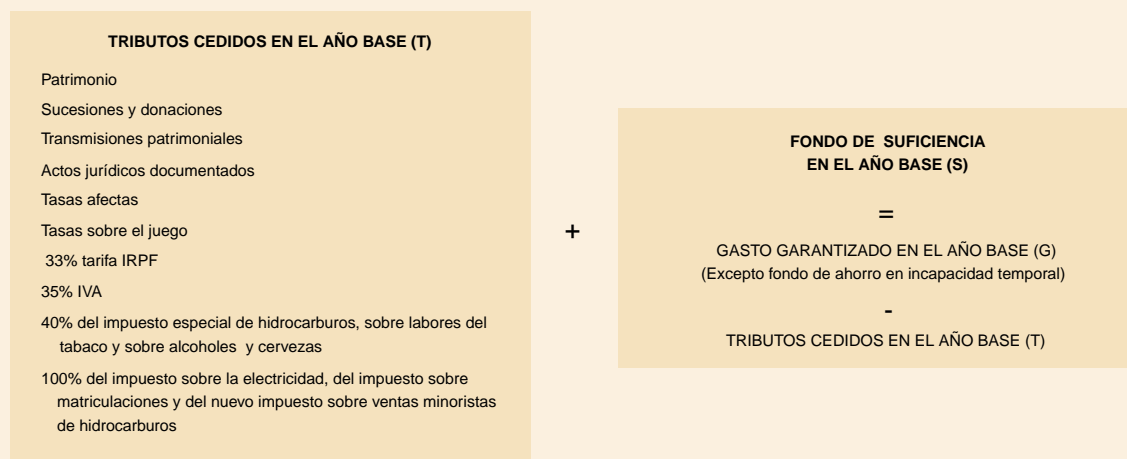 TRIBUTOS CEDIDOS EN EL AÑO BASE (T)
Patrimonio
Sucesiones y donaciones
Transmisiones patrimoniales
Actos jurídicos documentados
Tasas afectas
Tasas sobre el juego
33% tarifa IRPF
35% IVA
40% del impuesto especial de hidrocarburos, sobre labores del
tabaco y sobre alcoholes y cervezas
100% del impuesto sobre la electricidad, del impuesto sobre
matriculaciones y del nuevo impuesto sobre ventas minoristas
de hidrocarburos
+
FONDO DE SUFICIENCIA
EN EL AÑO BASE (S)
=
GASTO GARANTIZADO EN EL AÑO BASE (G)
(Excepto fondo de ahorro en incapacidad temporal)
-
TRIBUTOS CEDIDOS EN EL AÑO BASE (T)